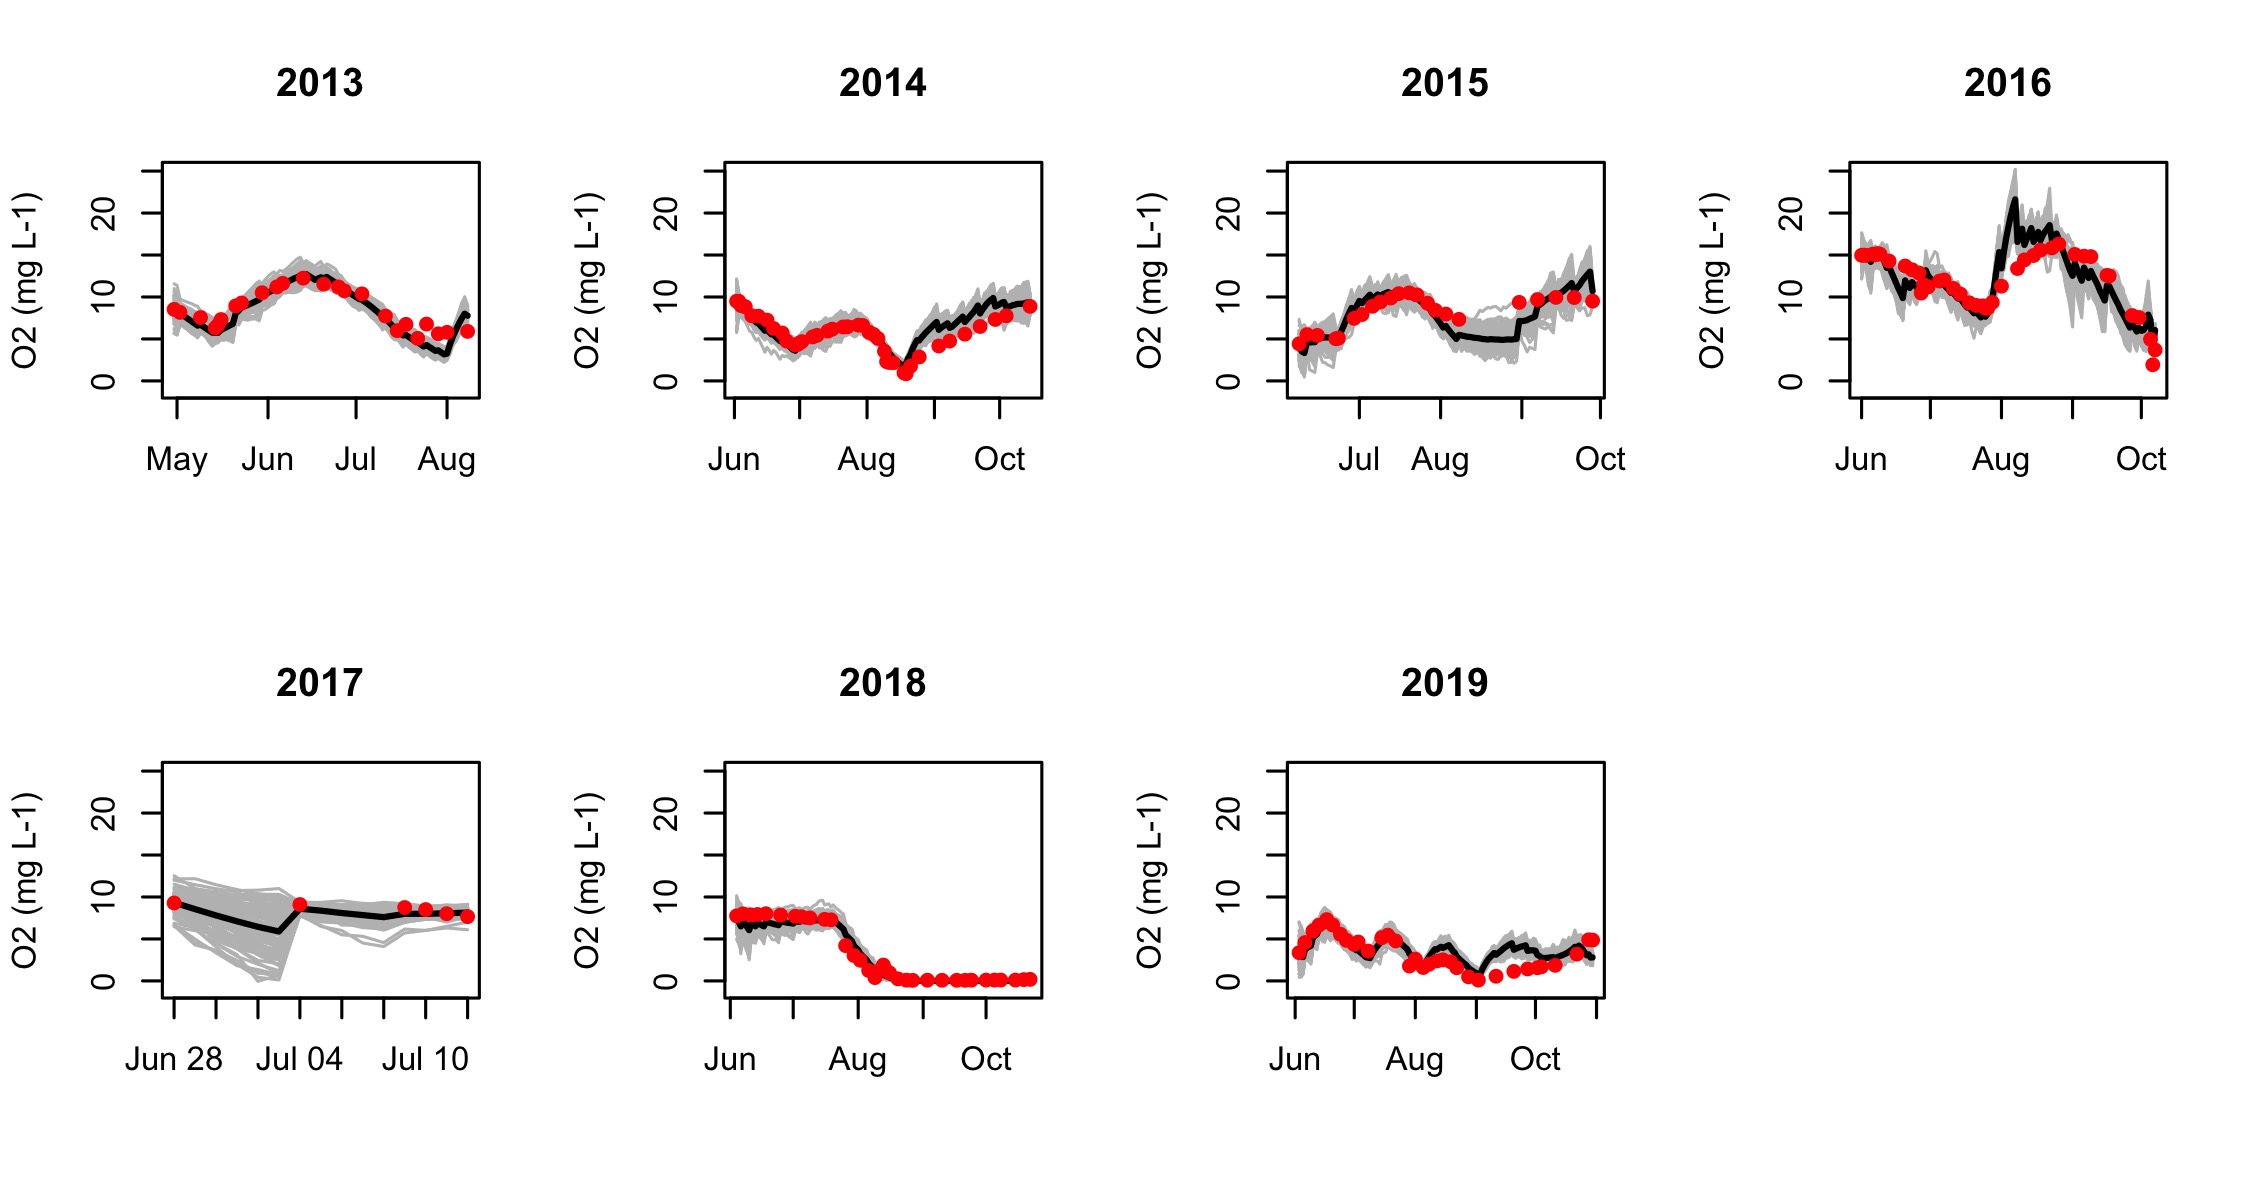 2013 2014 2015 2016
O2 (mg L-1) 0 10 20 O2 (mg L-1) 0 10 20 O2 (mg L-1) 0 10 20 O2 (mg L-1) 0 10 20
May Jun Jul Aug Jun Aug Oct Jul Aug Oct Jun Aug Oct
2017 2018 2019
O2 (mg L-1) 0 10 20 O2 (mg L-1) 0 10 20 O2 (mg L-1) 0 10 20
Jun 28 Jul 04 Jul 10 Jun Aug Oct Jun Aug Oct